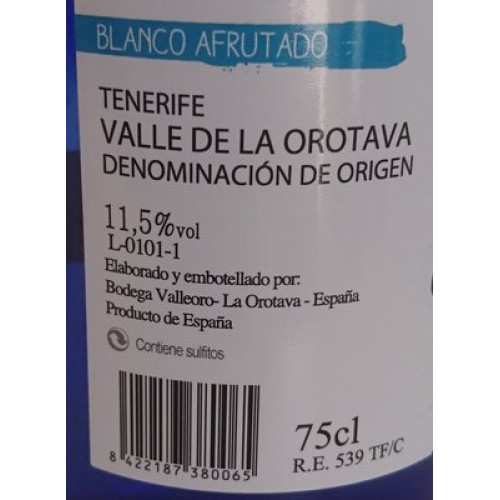 BLANCO AFRUTADO
TENERIFE
VALLE DE LA OROTAVA
DENOMINACIÓN DE ORIGEN
11,5%vol
L-0101-1
Elaborado y embotellado por:
Bodega Valleoro- La Orotava - España
Producto de España
Contiene sulfitos
75cl
R.E. 539 TF/C
8 422187 380065